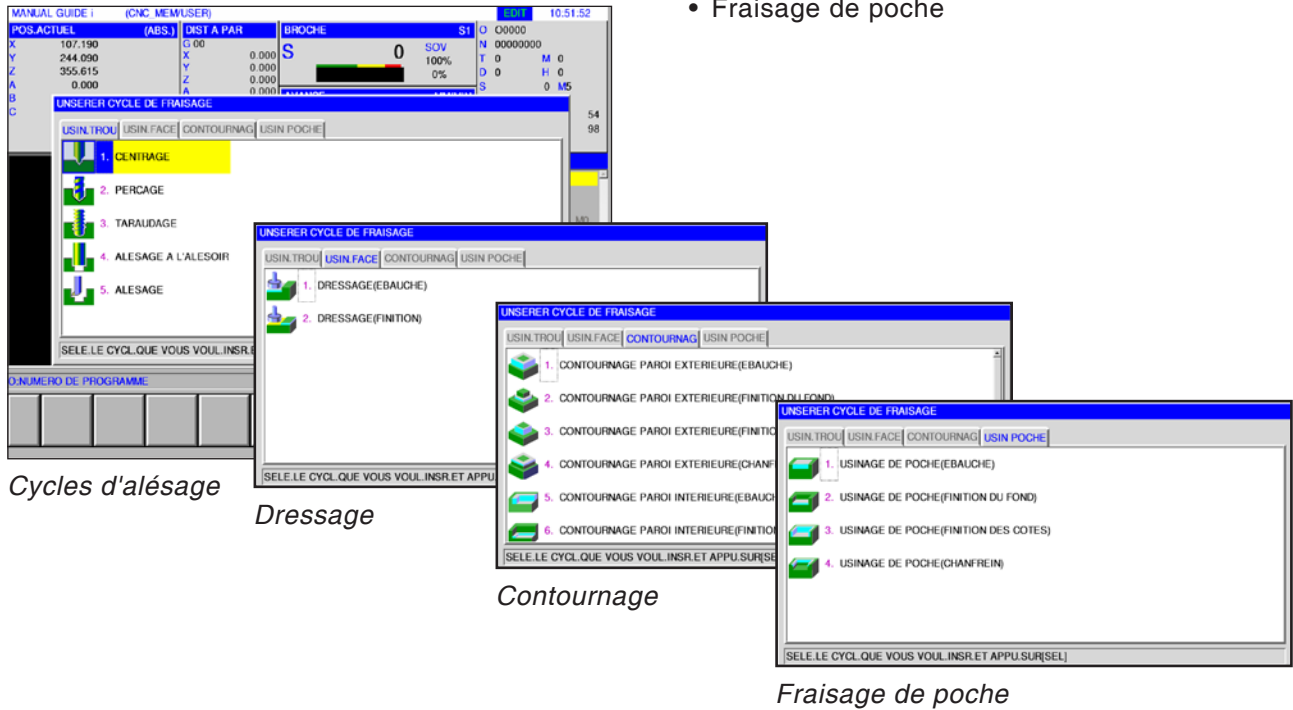 • Fraisage de poche
MANUAL GUIDE i (CNC_MEM/USER) EDIT 10:51:52
POS.ACTUEL (ABS.) DIST A PAR BROCHE S1 O O0000
X 107.190 G 00 S 0 SOV N 00000000
Y 244.090 X 0.000 100% T 0 M 0
Z 355.615 Y 0.000 0% D 0 H 0
A 0.000 Z 0.000 S 0 M5
B A 0.000
C 54
98
UNSERER CYCLE DE FRAISAGE
USIN.TROU USIN.FACE CONTOURNAG USIN POCHE
1. CENTRAGE
2. PERCAGE
3. TARAUDAGE
4. ALESAGE A L'ALESOIR
5. ALESAGE
SELE.LE CYCL.QUE VOUS VOUL.INSR.E
O:NUMERO DE PROGRAMME
Cycles d'alésage
UNSERER CYCLE DE FRAISAGE
USIN.TROU USIN.FACE CONTOURNAG USIN POCHE
1. DRESSAGE(EBAUCHE)
2. DRESSAGE(FINITION)
SELE.LE CYCL.QUE VOUS VOUL.INSR.ET APPU.
Dressage
UNSERER CYCLE DE FRAISAGE
USIN.TROU USIN.FACE CONTOURNAG USIN POCHE
1. CONTOURNAGE PAROI EXTERIEURE(EBAUCHE)
2. CONTOURNAGE PAROI EXTERIEURE(FINITION DU FOND)
3. CONTOURNAGE PAROI EXTERIEURE(FINITIO
4. CONTOURNAGE PAROI EXTERIEURE(CHANF
5. CONTOURNAGE PAROI INTERIEURE(EBAUCH
6. CONTOURNAGE PAROI INTERIEURE(FINITION
SELE.LE CYCL.QUE VOUS VOUL.INSR.ET APPU.SUR[SE
Contournage
UNSERER CYCLE DE FRAISAGE
USIN.TROU USIN.FACE CONTOURNAG USIN POCHE
1. USINAGE DE POCHE(EBAUCHE)
2. USINAGE DE POCHE(FINITION DU FOND)
3. USINAGE DE POCHE(FINITION DES COTES)
4. USINAGE DE POCHE(CHANFREIN)
SELE.LE CYCL.QUE VOUS VOUL.INSR.ET APPU.SUR[SEL]
Fraisage de poche